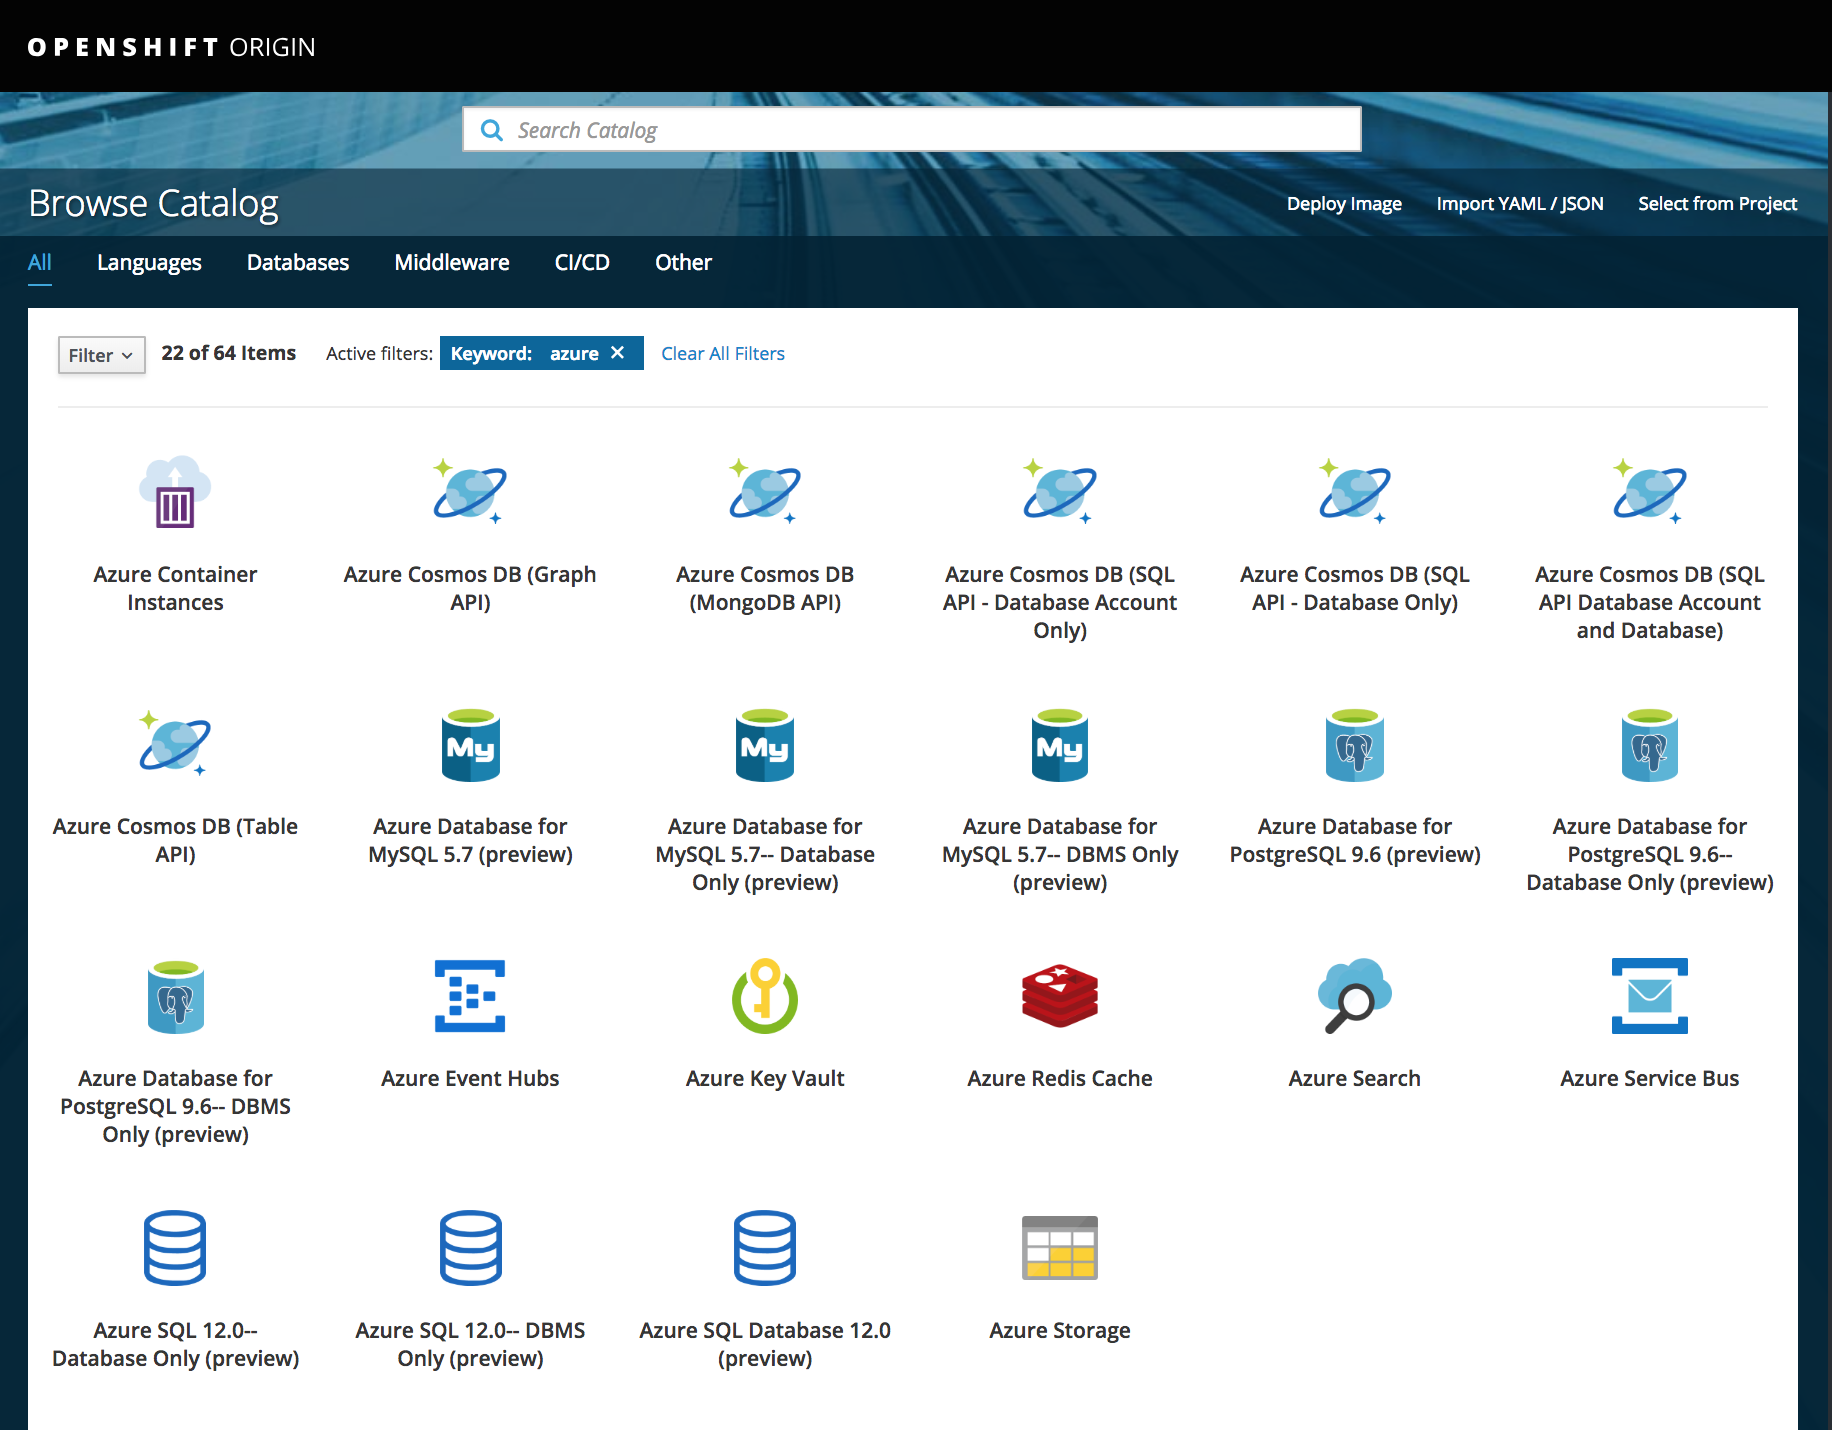 OPENSHIFT ORIGIN
Search Catalog
Browse Catalog
Deploy Image Import YAML / JSON Select from Project
All Languages Databases Middleware CI/CD Other
Filter 22 of 64 Items Active filters: Keyword: azure ✕ Clear All Filters
Azure Container
Instances
Azure Cosmos DB (Graph
API)
Azure Cosmos DB
(MongoDB API)
Azure Cosmos DB (SQL
API - Database Account
Only)
Azure Cosmos DB (SQL
API - Database Only)
Azure Cosmos DB (SQL
API Database Account
and Database)
Azure Cosmos DB (Table
API)
My
Azure Database for
MySQL 5.7 (preview)
My
Azure Database for
MySQL 5.7-- Database
Only (preview)
My
Azure Database for
MySQL 5.7-- DBMS Only
(preview)
Azure Database for
PostgreSQL 9.6 (preview)
Azure Database for
PostgreSQL 9.6--
Database Only (preview)
Azure Database for
PostgreSQL 9.6-- DBMS
Only (preview)
Azure Event Hubs
Azure Key Vault
Azure Redis Cache
Azure Search
Azure Service Bus
Azure SQL 12.0--
Database Only (preview)
Azure SQL 12.0-- DBMS
Only (preview)
Azure SQL Database 12.0
(preview)
Azure Storage